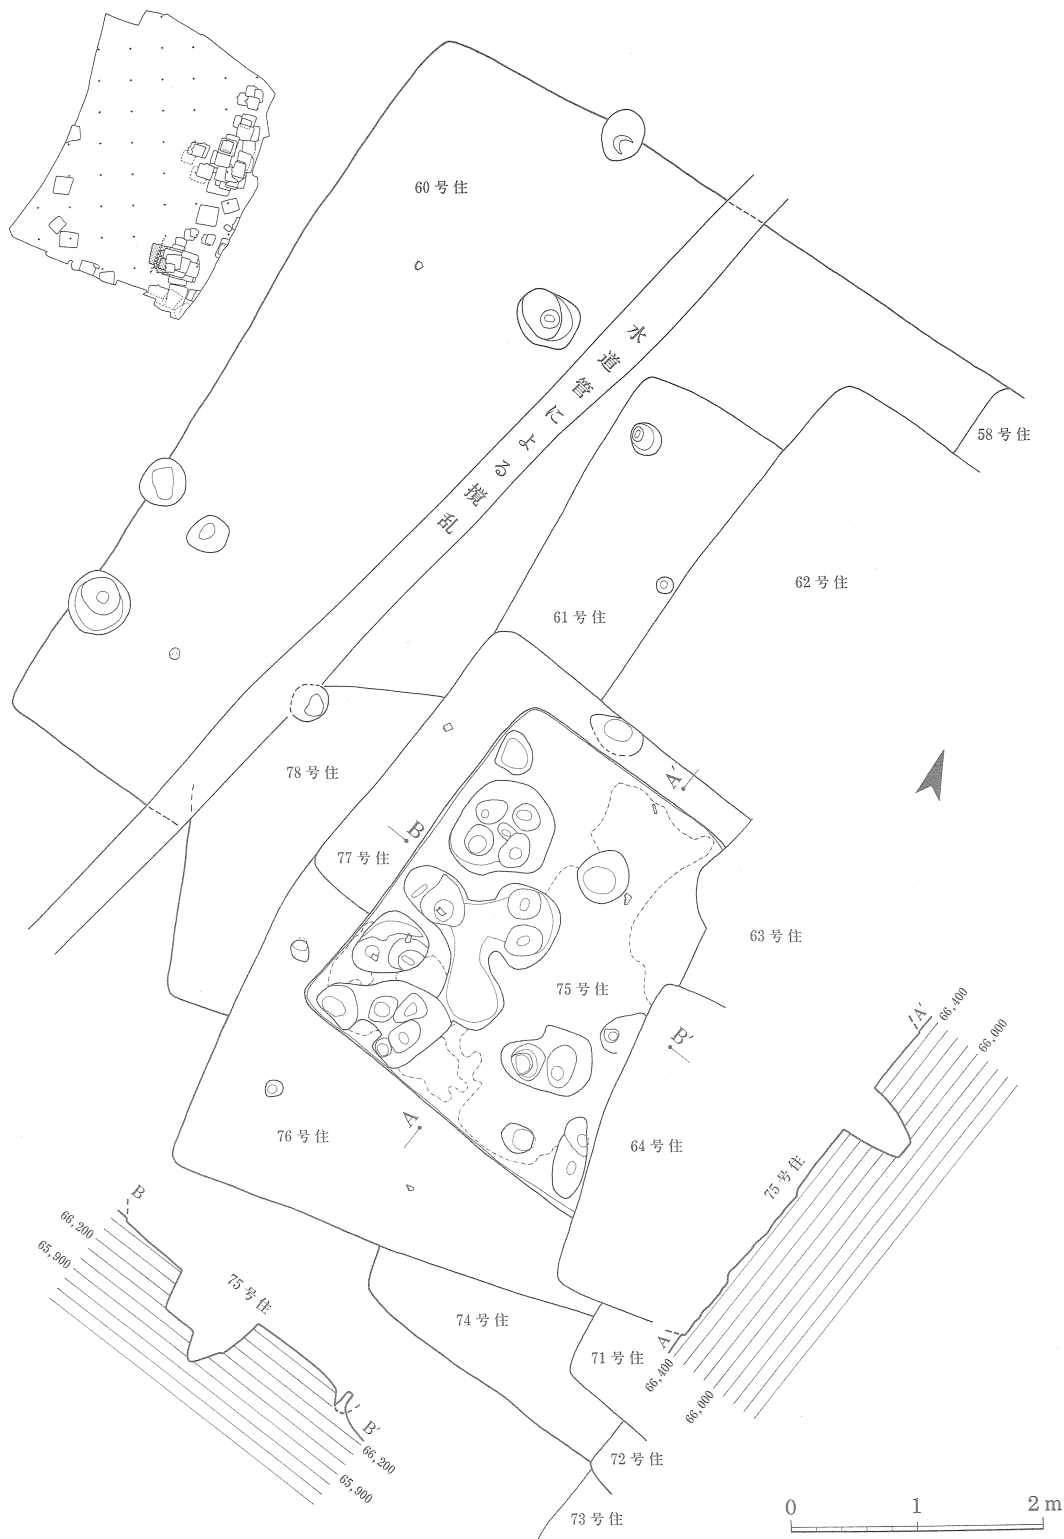 60号住
水道管による撹乱
58号住
62号住
61号住
A′
78号住
B
77号住
63号住
75号住
B′
A′
66,400
66,000
A
76号住
64号住
75号住
B
66,200
65,900
75号住
74号住
71号住
A
66,400
66,000
B′
66,200
65,900
72号住
73号住
0 1 2 m